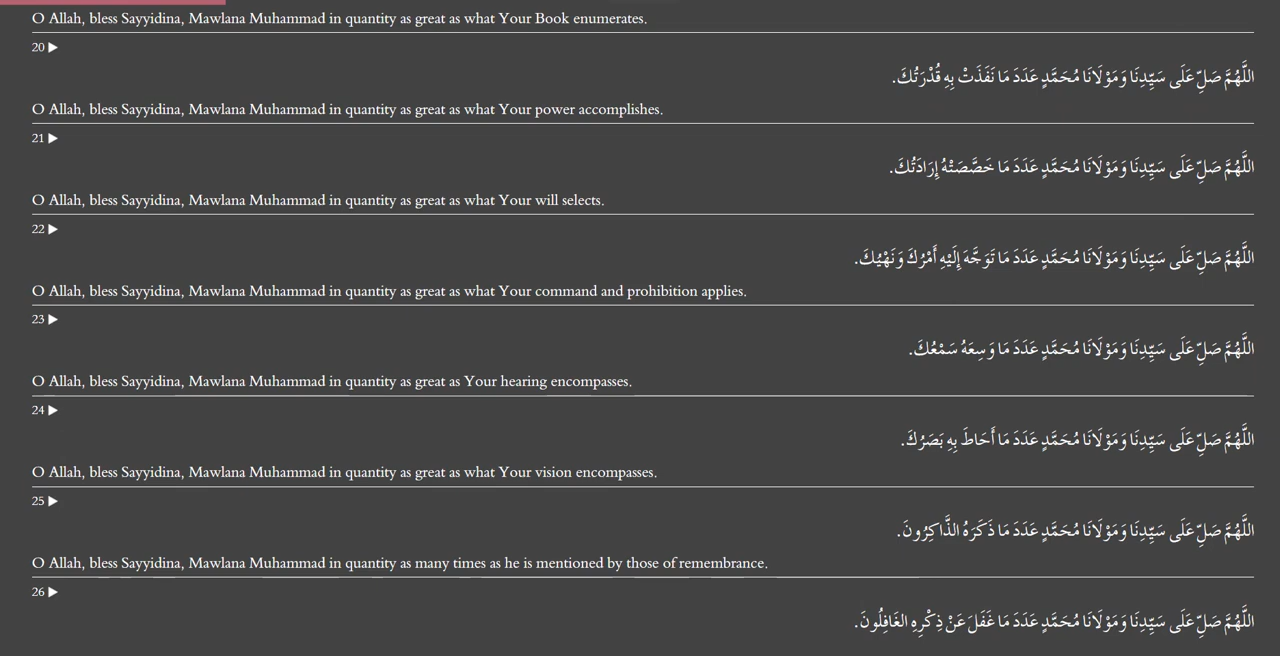 O Allah, bless Sayyidina, Mawlana Muhammad in quantity as great as what Your Book enumerates.
20 ▶
اللَّهُمَّ صَلِّ عَلَى سَيِّدِنَا وَمَوْلَانَا مُحَمَّدٍ عَدَدَ مَا نَفَذَتْ بِهِ قُدْرَتُكَ.
O Allah, bless Sayyidina, Mawlana Muhammad in quantity as great as what Your power accomplishes.
21 ▶
اللَّهُمَّ صَلِّ عَلَى سَيِّدِنَا وَمَوْلَانَا مُحَمَّدٍ عَدَدَ مَا خَصَّصَتْهُ إِرَادَتُكَ.
O Allah, bless Sayyidina, Mawlana Muhammad in quantity as great as what Your will selects.
22 ▶
اللَّهُمَّ صَلِّ عَلَى سَيِّدِنَا وَمَوْلَانَا مُحَمَّدٍ عَدَدَ مَا تَوَجَّهَ إِلَيْهِ أَمْرُكَ وَنَهْيُكَ.
O Allah, bless Sayyidina, Mawlana Muhammad in quantity as great as what Your command and prohibition applies.
23 ▶
اللَّهُمَّ صَلِّ عَلَى سَيِّدِنَا وَمَوْلَانَا مُحَمَّدٍ عَدَدَ مَا وَسِعَهُ سَمْعُكَ.
O Allah, bless Sayyidina, Mawlana Muhammad in quantity as great as Your hearing encompasses.
24 ▶
اللَّهُمَّ صَلِّ عَلَى سَيِّدِنَا وَمَوْلَانَا مُحَمَّدٍ عَدَدَ مَا أَحَاطَ بِهِ بَصَرُكَ.
O Allah, bless Sayyidina, Mawlana Muhammad in quantity as great as what Your vision encompasses.
25 ▶
اللَّهُمَّ صَلِّ عَلَى سَيِّدِنَا وَمَوْلَانَا مُحَمَّدٍ عَدَدَ مَا ذَكَرَهُ الذَّاكِرُونَ.
O Allah, bless Sayyidina, Mawlana Muhammad in quantity as many times as he is mentioned by those of remembrance.
26 ▶
اللَّهُمَّ صَلِّ عَلَى سَيِّدِنَا وَمَوْلَانَا مُحَمَّدٍ عَدَدَ مَا غَفَلَ عَنْ ذِكْرِهِ الغَافِلُونَ.